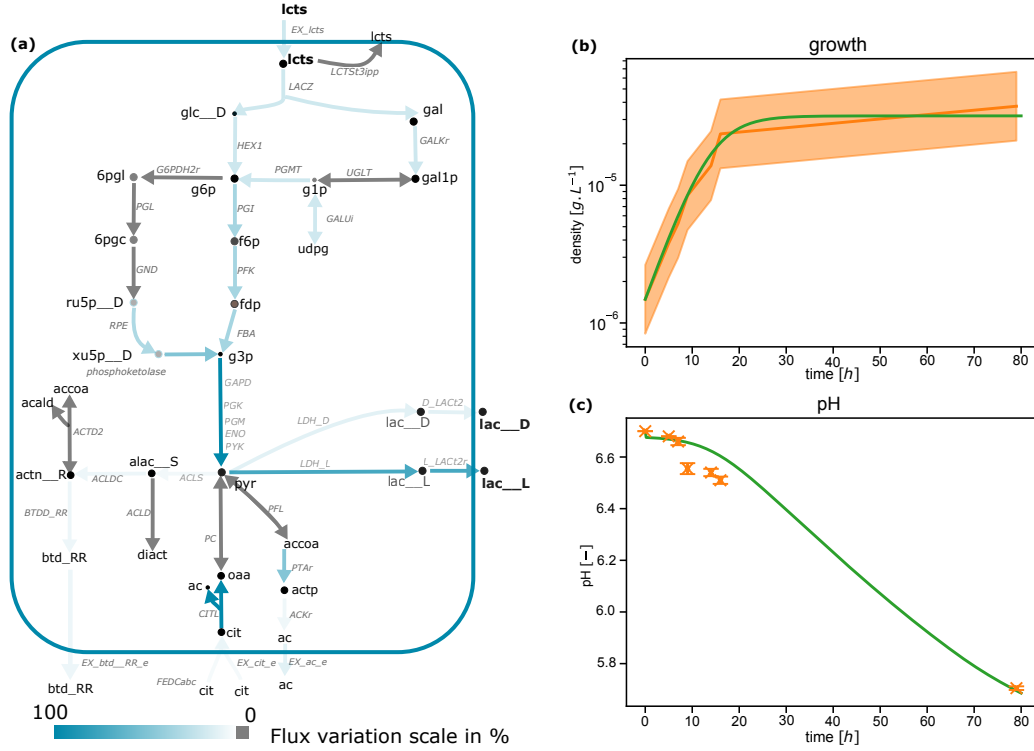 (a)
lcts
EX_lcts
lcts
lcts
LCTSt3ipp
LACZ
glc__D
gal
HEX1
GALKr
6pgl
G6PDH2r
g6p
PGMT
g1p
UGLT
gal1p
PGL
PGI
GALUi
6pgc
f6p
udpg
GND
PFK
ru5p__D
fdp
RPE
FBA
xu5p__D
g3p
phosphoketolase
GAPD
accoa
acald
PGK
ACTD2
PGM
ENO
PYK
LDH_D
D_LACt2
lac__D
lac__D
alac__S
LDH_L
L_LACt2r
actn__R
ACLDC
ACLS
pyr
lac__L
lac__L
BTDD_RR
ACLD
PFL
PC
btd_RR
diact
accoa
PTAr
oaa
ac
actp
CITL
ACKr
cit
ac
EX_btd__RR_e
EX_cit_e
EX_ac_e
FEDCabc
btd_RR
cit
cit
ac
100
0
Flux variation scale in %
(b)
growth
density [g.L⁻¹]
10⁻⁵
10⁻⁶
0 10 20 30 40 50 60 70 80
time [h]
(c)
pH
pH [−]
6.6
6.4
6.2
6.0
5.8
0 10 20 30 40 50 60 70 80
time [h]